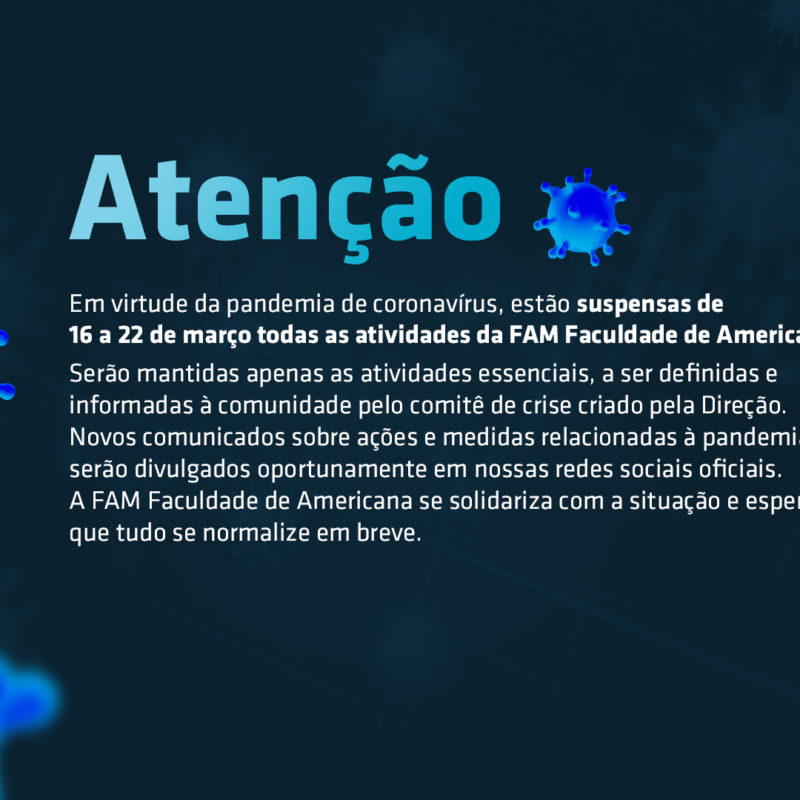 Atenção
Em virtude da pandemia de coronavírus, estão suspensas de
16 a 22 de março todas as atividades da FAM Faculdade de
Serão mantidas apenas as atividades essenciais, a ser definidas e
informadas à comunidade pelo comitê de crise criado pela Direção.
Novos comunicados sobre ações e medidas relacionadas à
serão divulgados oportunamente em nossas redes sociais oficiais.
A FAM Faculdade de Americana se solidariza com a situação e
que tudo se normalize em breve.